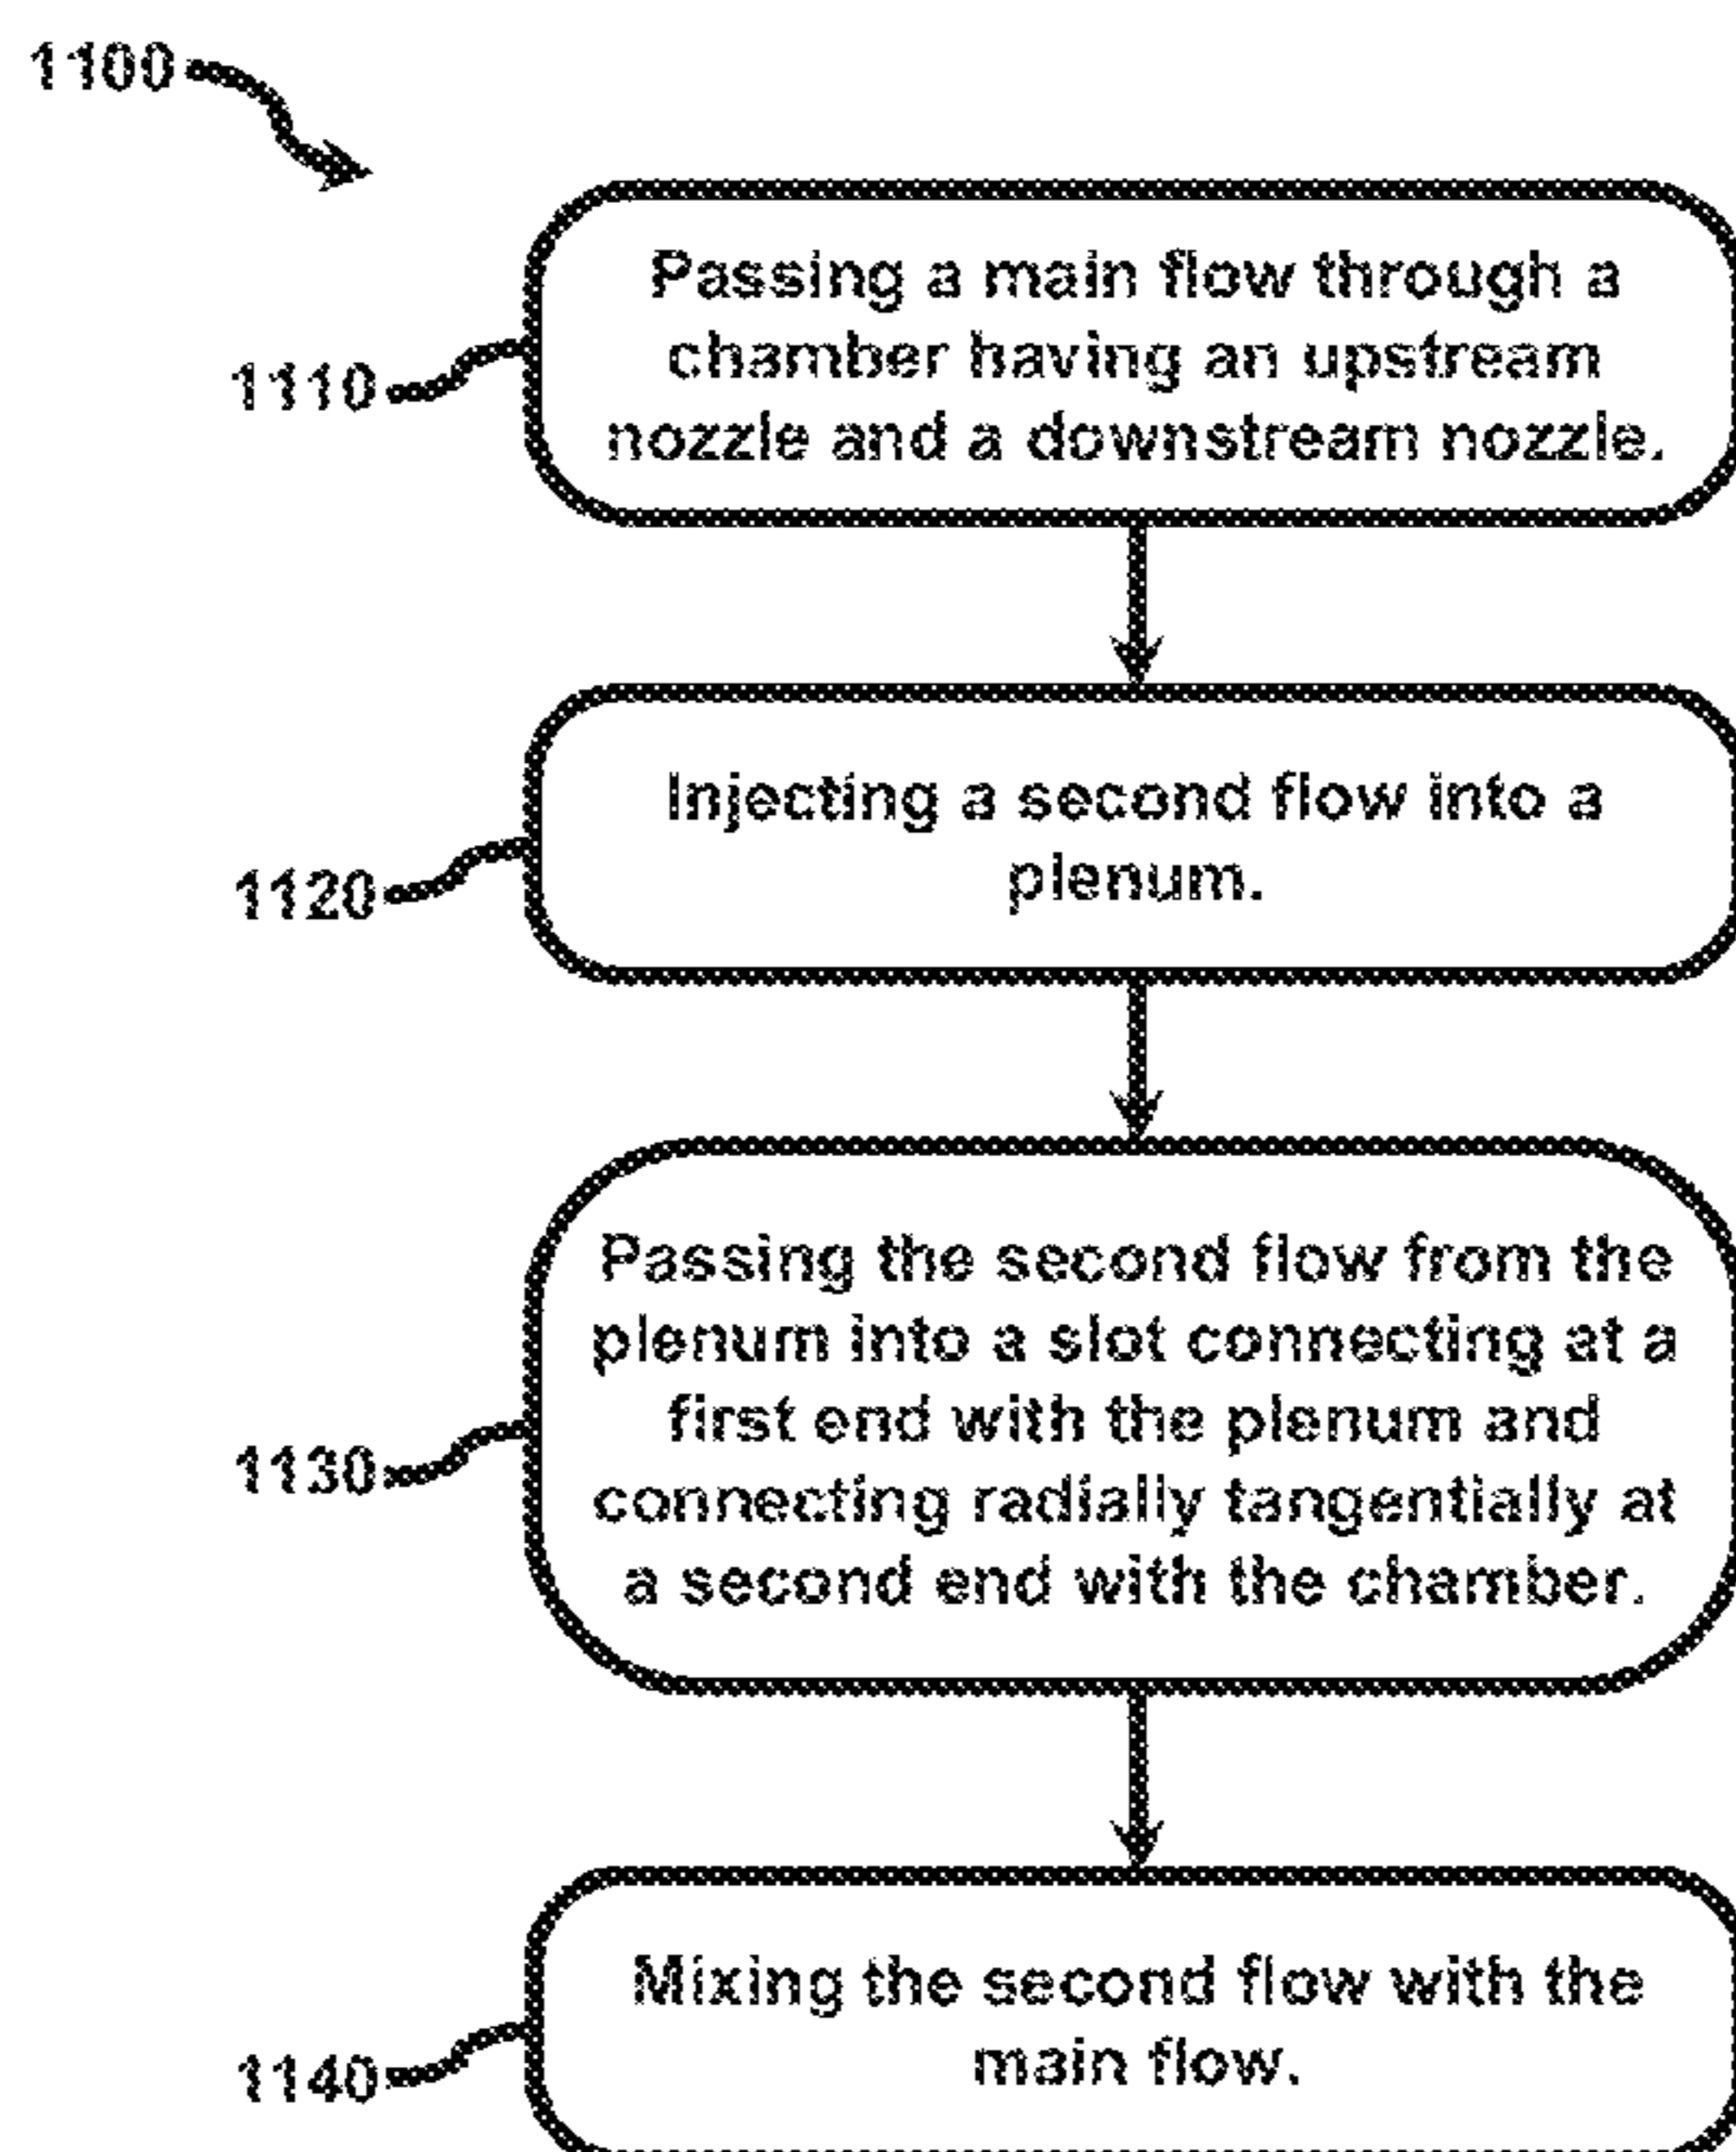 1100
Passing a main flow through a
chamber having an upstream
nozzle and a downstream nozzle.
1110
Injecting a second flow into a
plenum.
1120
Passing the second flow from the
plenum into a slot connecting at a
first end with the plenum and
connecting radially tangentially at
a second end with the chamber.
1130
Mixing the second flow with the
main flow.
1140